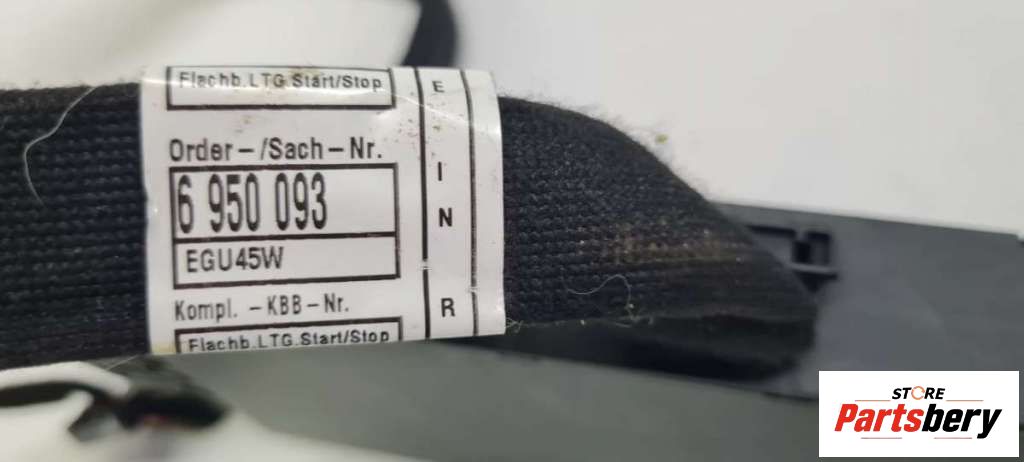 Flachb.LTG.Start/Stop
Order-/Sach-Nr.
6 950 093
EGU45W
Kompl. -KBB-Nr.
Flachb.LTG.Start/Stop
E
I
N
R
STORE
Partsbery